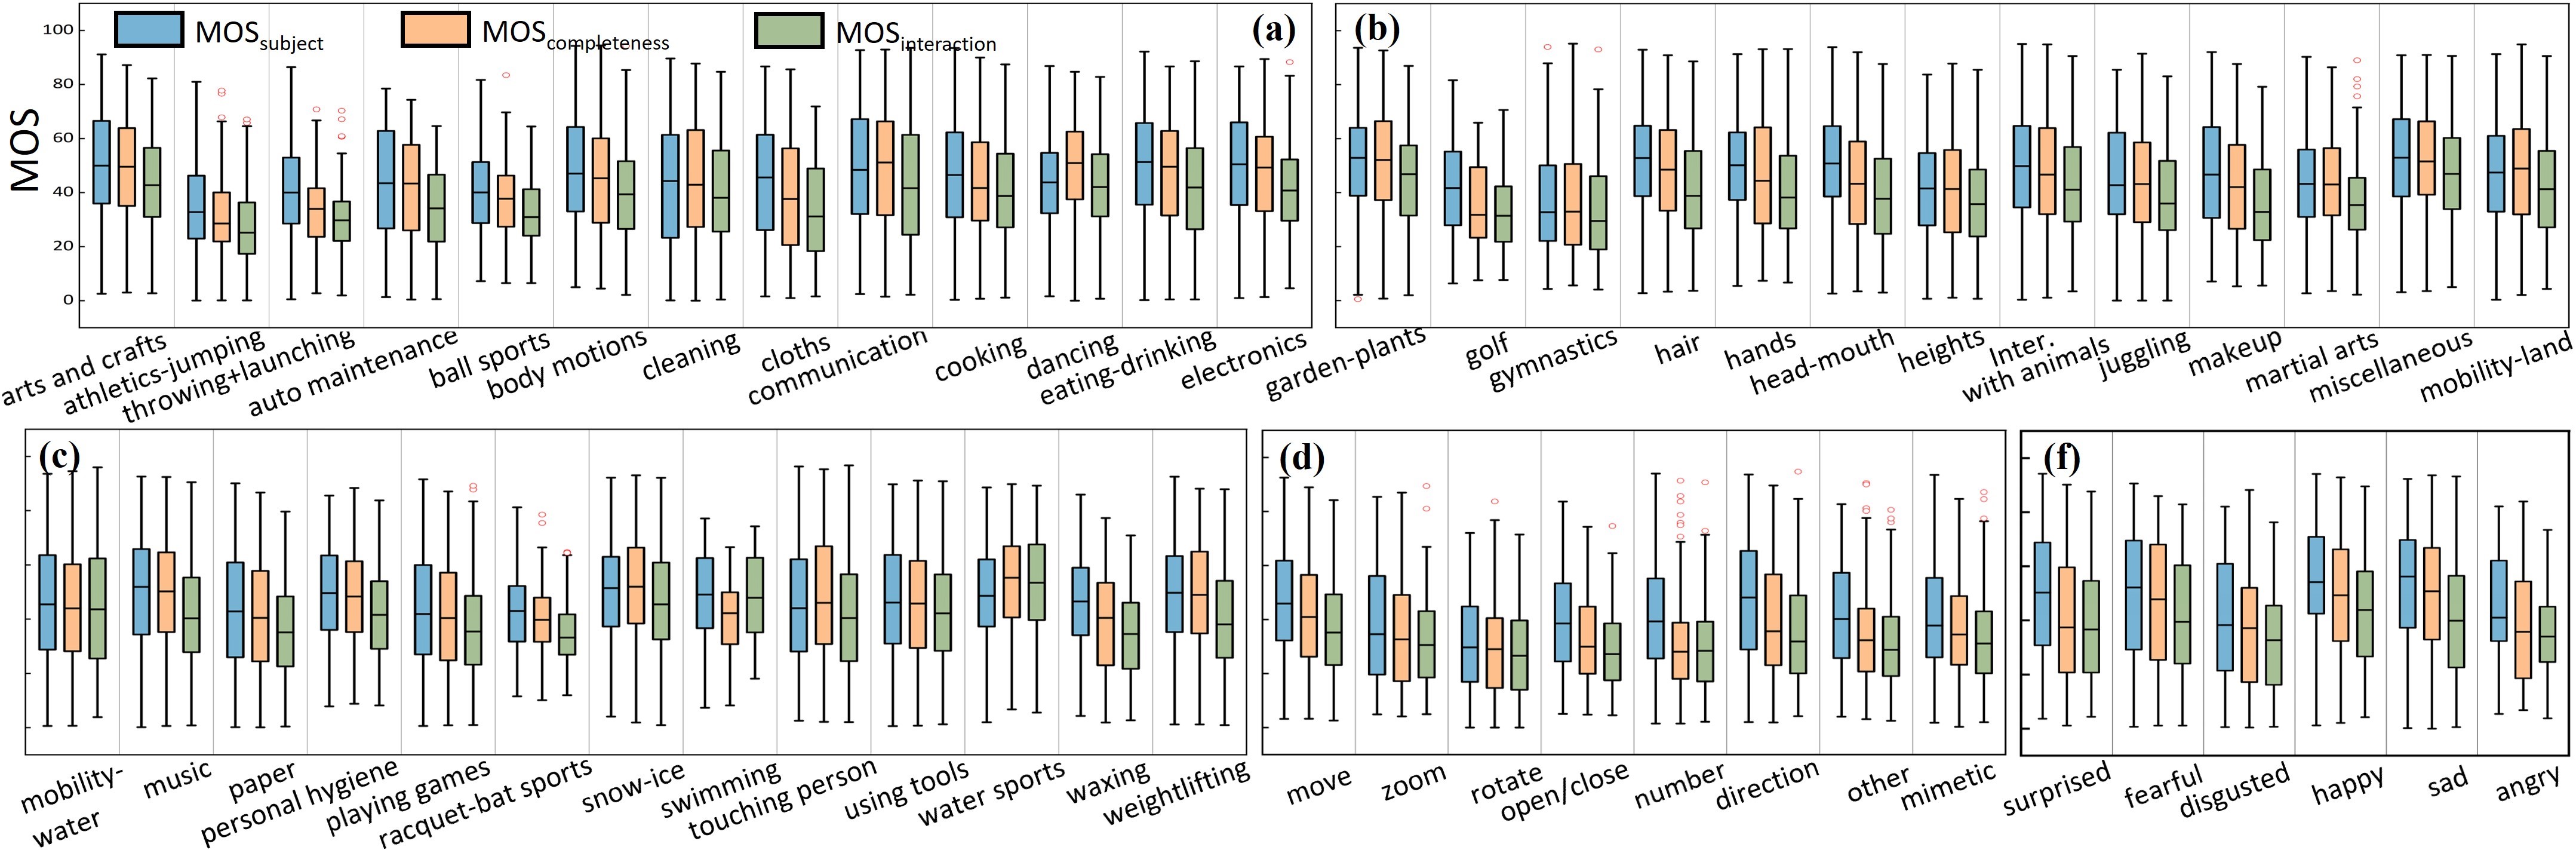 MOSsubject MOScompleteness MOSinteraction (a) (b)
MOS
100
80
60
40
20
0
arts and crafts athletics-jumping throwing+launching auto maintenance ball sports body motions cleaning cloths communication cooking dancing eating-drinking electronics
garden-plants golf gymnastics hair hands head-mouth heights Inter. with animals juggling makeup martial arts miscellaneous mobility-land
(c) (d) (f)
mobility-water music paper personal hygiene playing games racquet-bat sports snow-ice swimming touching person using tools water sports waxing weightlifting
move zoom rotate open/close number direction other mimetic
surprised fearful disgusted happy sad angry